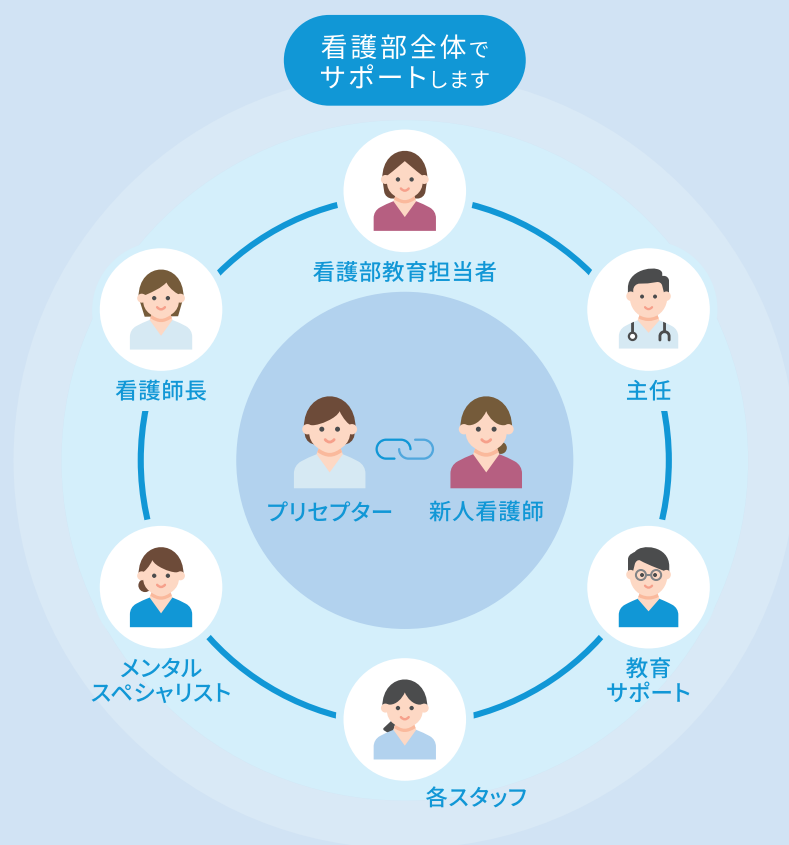 看護部全体で
サポートします
看護部教育担当者
看護師長
主任
プリセプター
新人看護師
メンタル
スペシャリスト
教育
サポート
各スタッフ